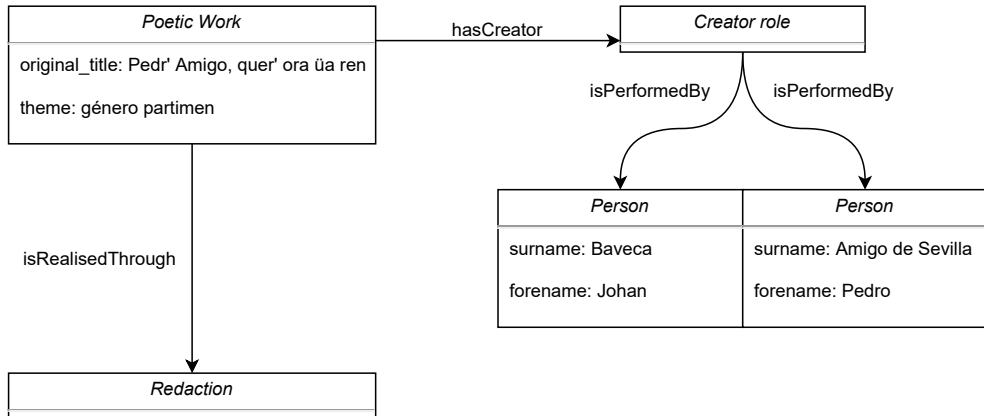 Poetic Work
original_title: Pedr' Amigo, quer' ora üa ren
theme: género partimen
hasCreator
Creator role
isPerformedBy
isPerformedBy
Person
surname: Baveca
forename: Johan
Person
surname: Amigo de Sevilla
forename: Pedro
isRealisedThrough
Redaction